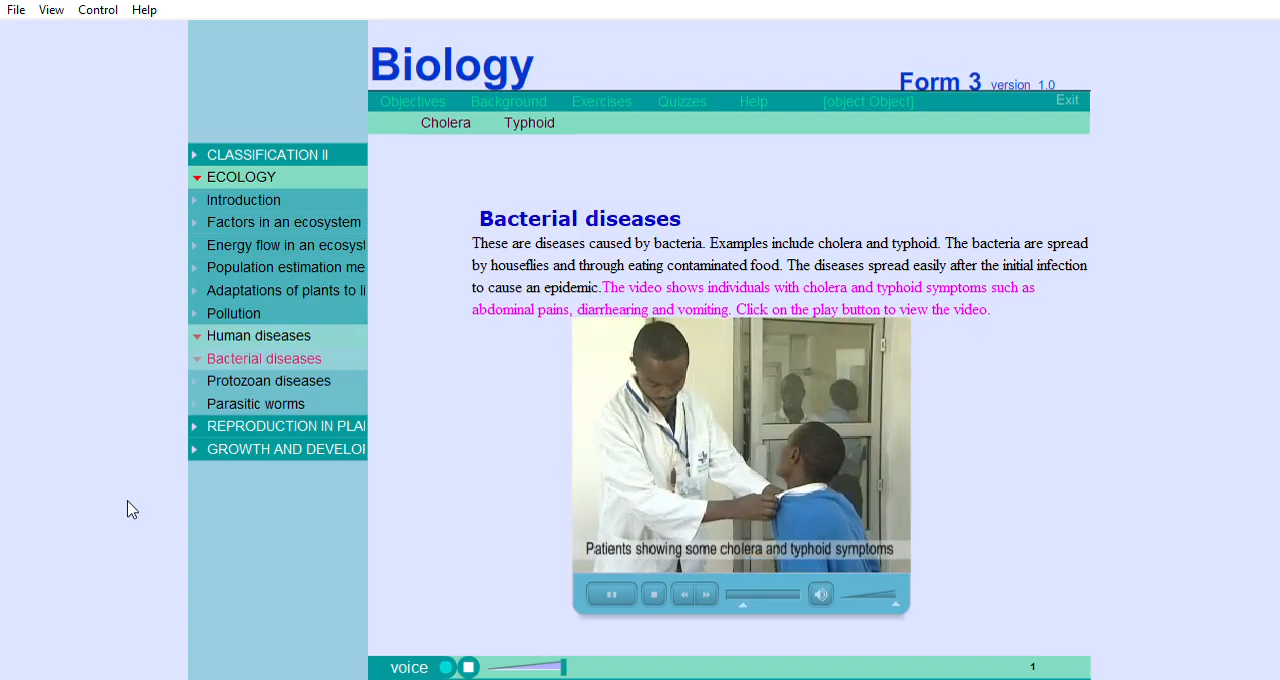 File View Control Help
Biology
Form 3 version 1.0
Objectives Background Exercises Quizzes Help [object Object] Exit
Cholera Typhoid
CLASSIFICATION II
ECOLOGY
Introduction
Factors in an ecosystem
Energy flow in an ecosyst
Population estimation me
Adaptations of plants to li
Pollution
Human diseases
Bacterial diseases
Protozoan diseases
Parasitic worms
REPRODUCTION IN PLA
GROWTH AND DEVELO
Bacterial diseases
These are diseases caused by bacteria. Examples include cholera and typhoid. The bacteria are spread
by houseflies and through eating contaminated food. The diseases spread easily after the initial infection
to cause an epidemic.The video shows individuals with cholera and typhoid symptoms such as
abdominal pains, diarrhearing and vomiting. Click on the play button to view the video.
Patients showing some cholera and typhoid symptoms
voice
1